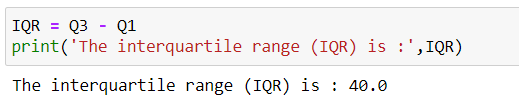 IQR = Q3 - Q1
print('The interquartile range (IQR) is :',IQR)
The interquartile range (IQR) is : 40.0